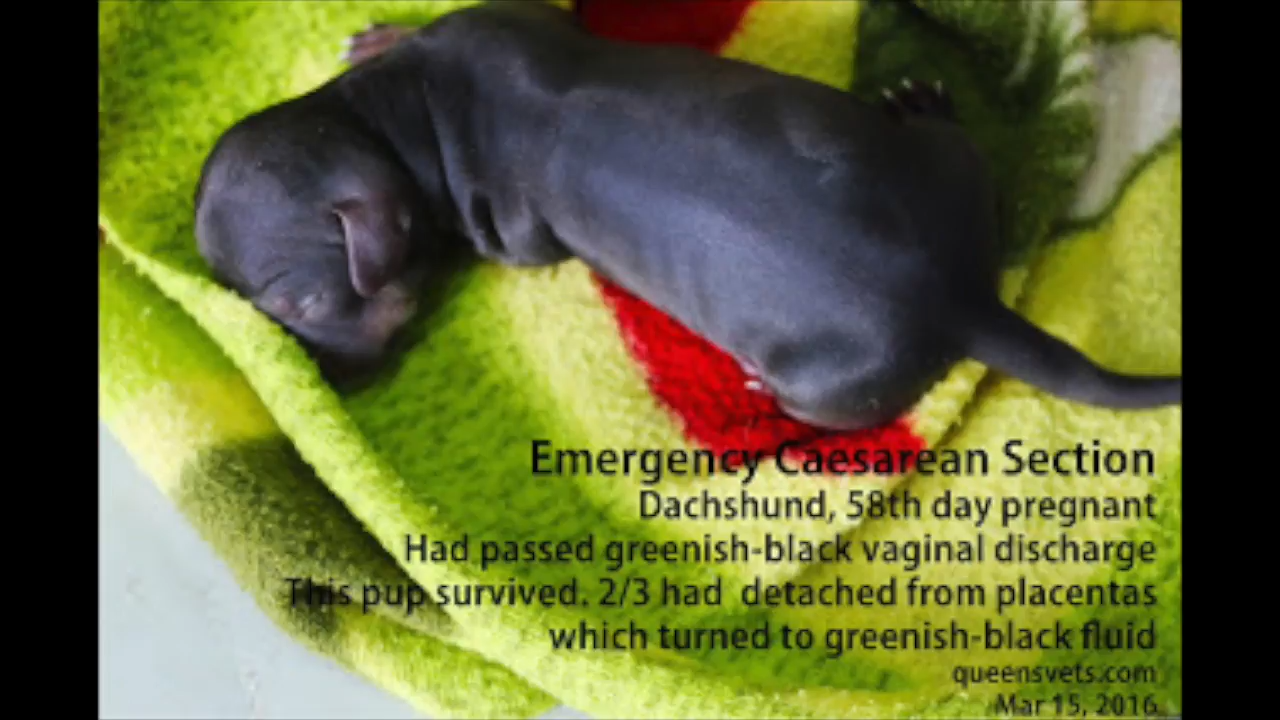 Emergency Caesarean Section
Dachshund, 58th day pregnant
Had passed greenish-black vaginal discharge
This pup survived. 2/3 had detached from placentas
which turned to greenish-black fluid
queensvets.com
Mar 15, 2016